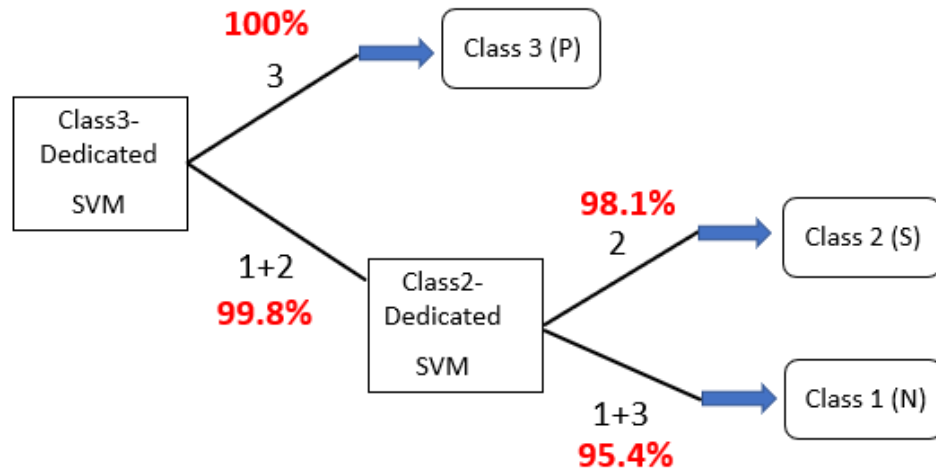 100%
3
Class 3 (P)
Class3-
Dedicated
SVM
1+2
99.8%
Class2-
Dedicated
SVM
98.1%
2
Class 2 (S)
1+3
95.4%
Class 1 (N)